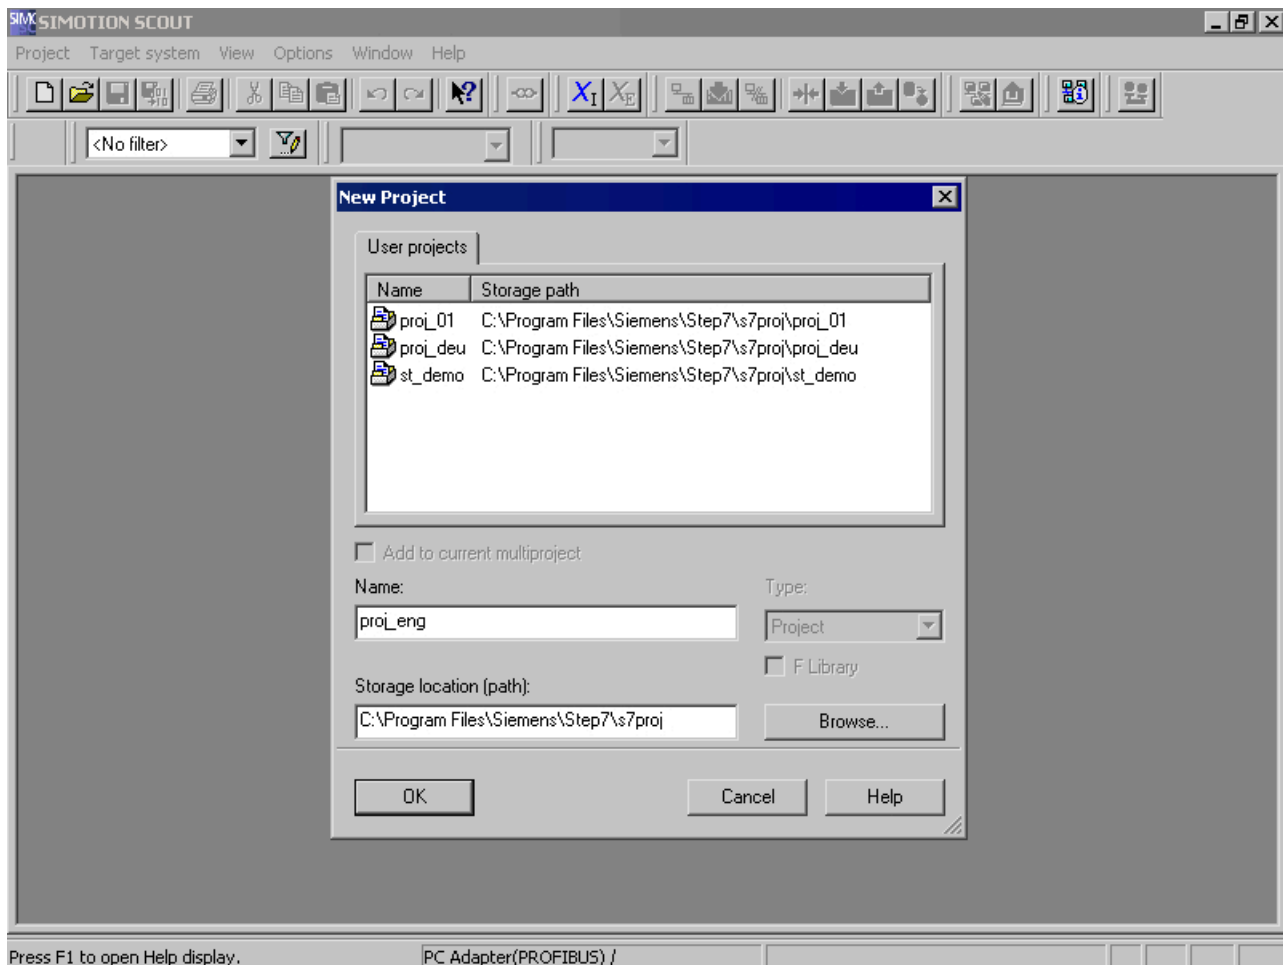 SIMOTION SCOUT
Project Target system View Options Window Help
<No filter>
New Project
User projects
Name Storage path
proj_01 C:\Program Files\Siemens\Step7\s7proj\proj_01
proj_deu C:\Program Files\Siemens\Step7\s7proj\proj_deu
st_demo C:\Program Files\Siemens\Step7\s7proj\st_demo
Add to current multiproject
Name: Type:
proj_eng Project
F Library
Storage location (path):
C:\Program Files\Siemens\Step7\s7proj Browse...
OK Cancel Help
Press F1 to open Help display. PC Adapter(PROFIBUS) /